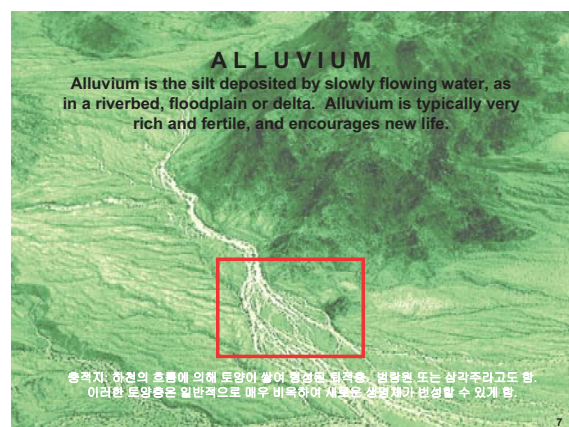 ALLUVIUM
Alluvium is the silt deposited by slowly flowing water, as
in a riverbed, floodplain or delta. Alluvium is typically very
rich and fertile, and encourages new life.
충적지: 하천의 흐름에 의해 토양이 쌓여 형성된 퇴적층. 범람원 또는 삼각주라고도 함.
이러한 토양층은 일반적으로 매우 비옥하여 새로운 생명체가 번성할 수 있게 함.
7